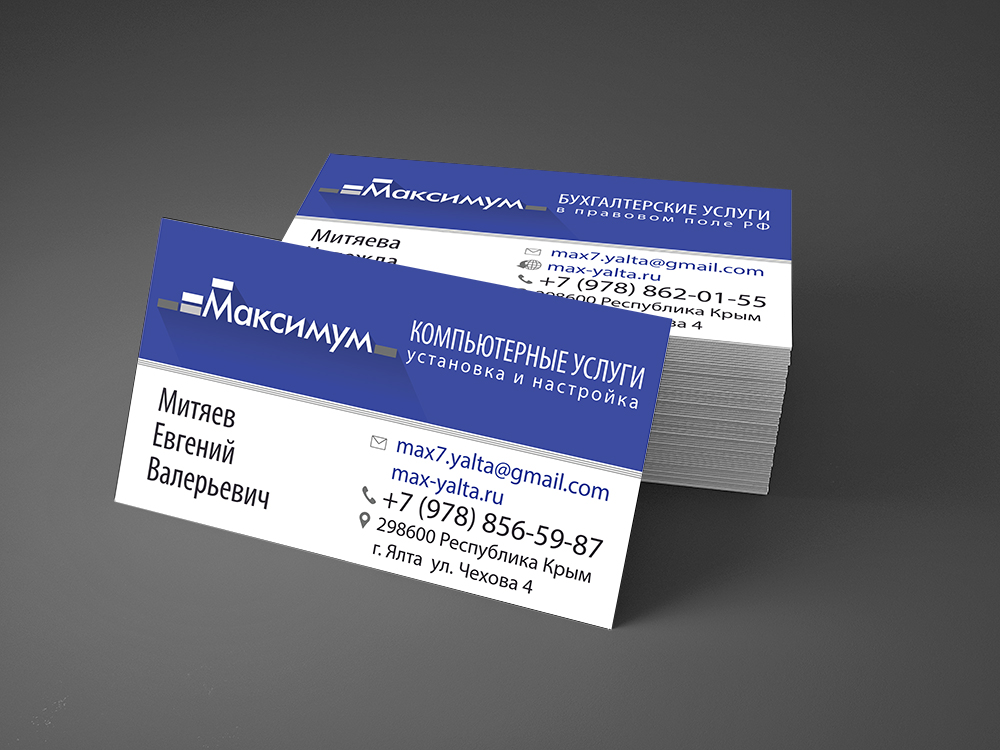 Максимум
БУХГАЛТЕРСКИЕ УСЛУГИ
в правовом поле РФ
Митяева
max7.yalta@gmail.com
max-yalta.ru
+7 (978) 862-01-55
298600 Республика Крым
4
Максимум
КОМПЬЮТЕРНЫЕ УСЛУГИ
установка и настройка
Митяев
Евгений
Валерьевич
max7.yalta@gmail.com
max-yalta.ru
+7 (978) 856-59-87
298600 Республика Крым
г. Ялта ул. Чехова 4